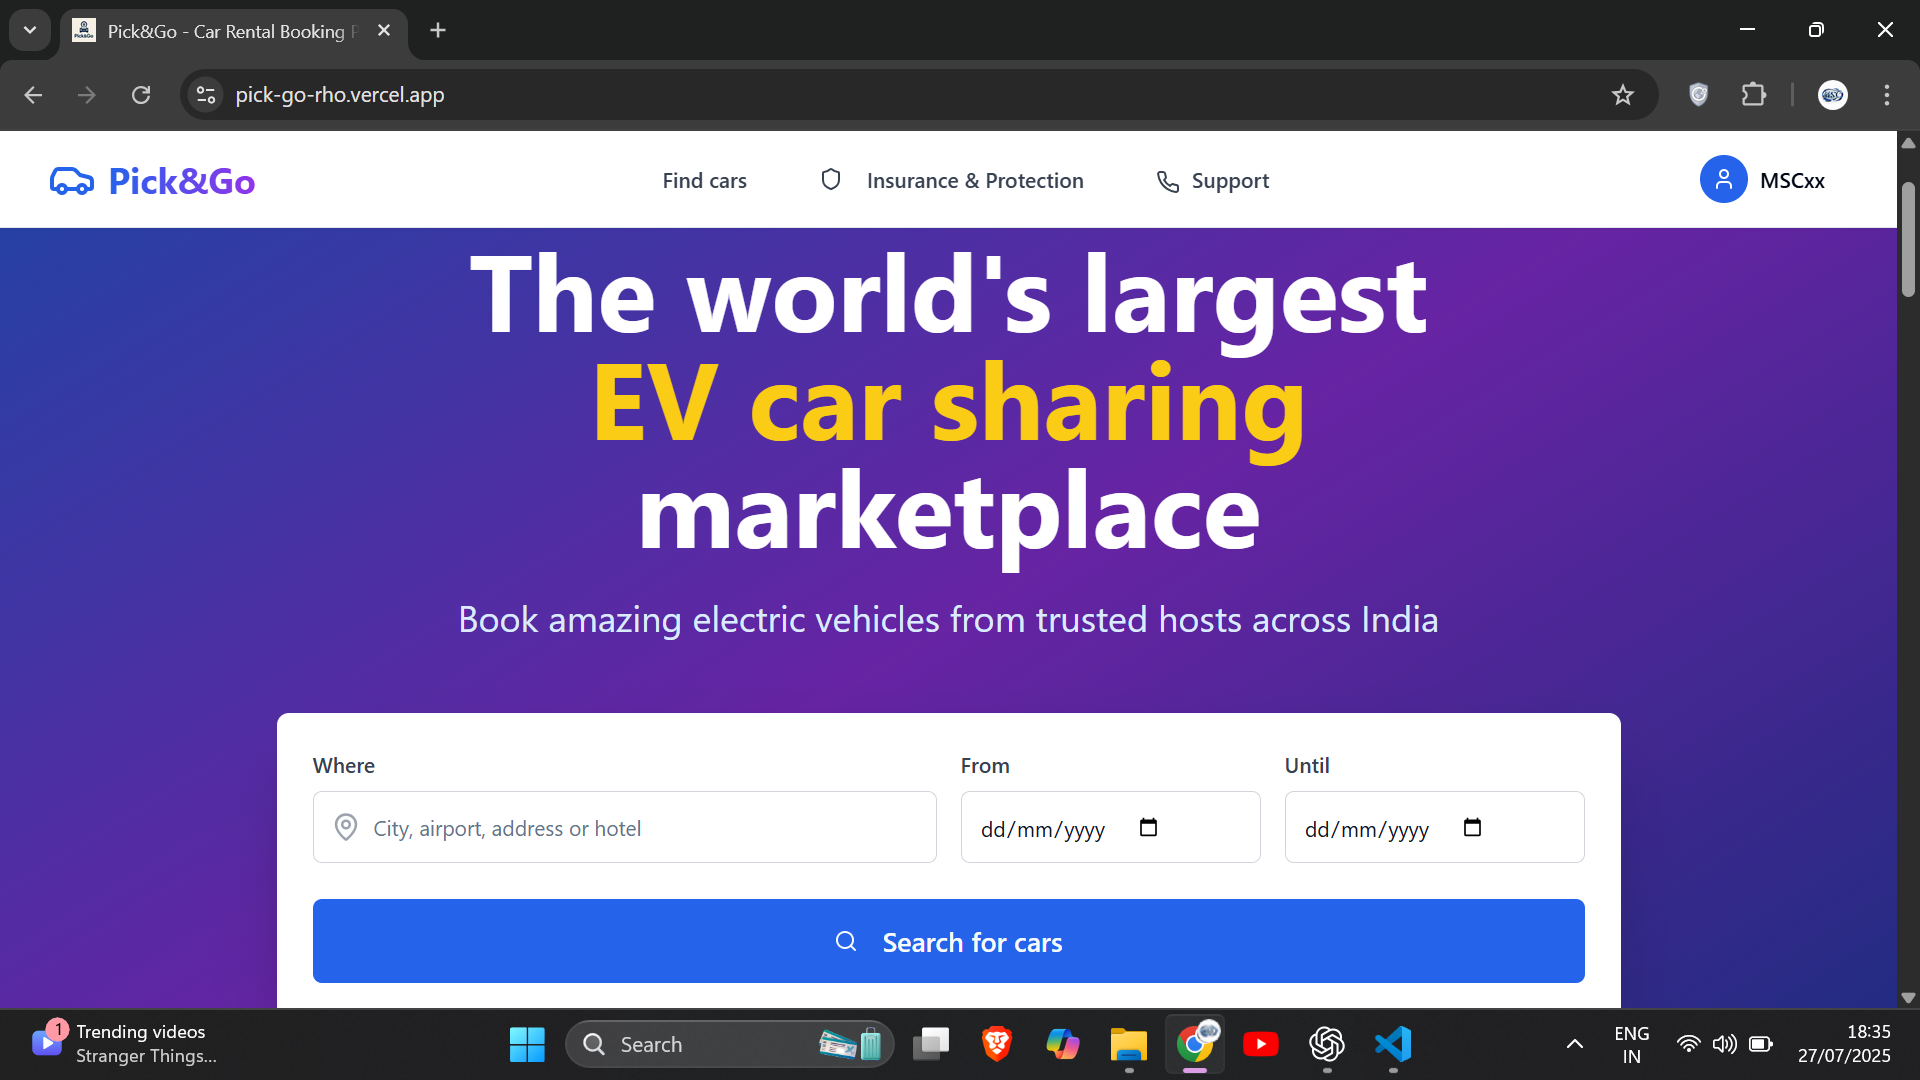 Pick&Go - Car Rental Booking
pick-go-rho.vercel.app
Pick&Go
Find cars
Insurance & Protection
Support
MSCxx
The world's largest
EV car sharing
marketplace
Book amazing electric vehicles from trusted hosts across India
Where
From
Until
City, airport, address or hotel
dd/mm/yyyy
dd/mm/yyyy
Search for cars
1
Trending videos
Stranger Things...
Search
ENG
IN
18:35
27/07/2025